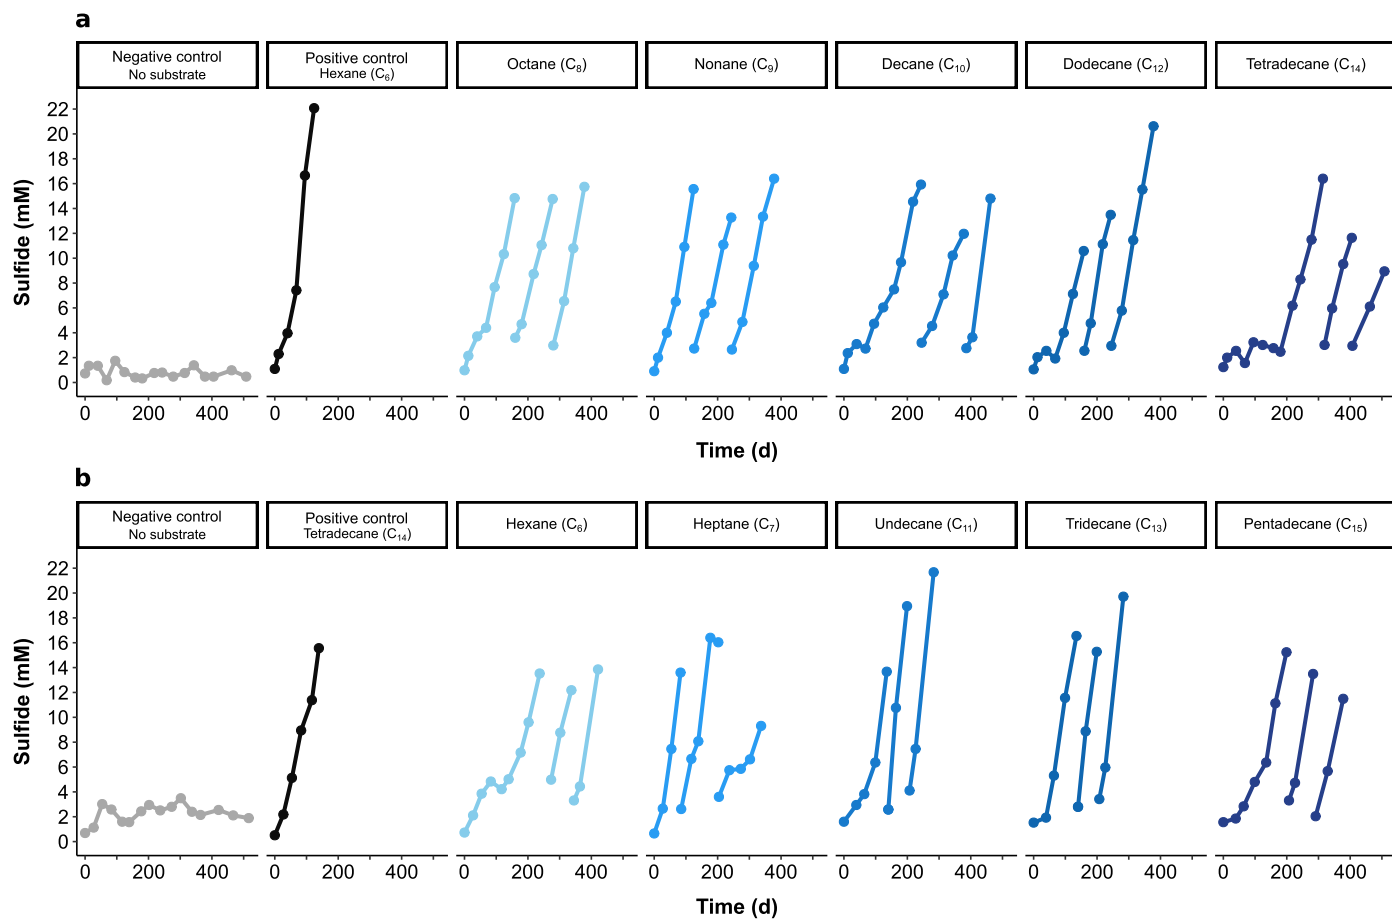 a
Negative control
No substrate
Positive control
Hexane (C₆)
Octane (C₈)
Nonane (C₉)
Decane (C₁₀)
Dodecane (C₁₂)
Tetradecane (C₁₄)
Sulfide (mM)
22
20
18
16
14
12
10
8
6
4
2
0
0 200 400 0 200 400 0 200 400 0 200 400 0 200 400 0 200 400 0 200 400
Time (d)
b
Negative control
No substrate
Positive control
Tetradecane (C₁₄)
Hexane (C₆)
Heptane (C₇)
Undecane (C₁₁)
Tridecane (C₁₃)
Pentadecane (C₁₅)
Sulfide (mM)
22
20
18
16
14
12
10
8
6
4
2
0
0 200 400 0 200 400 0 200 400 0 200 400 0 200 400 0 200 400 0 200 400
Time (d)